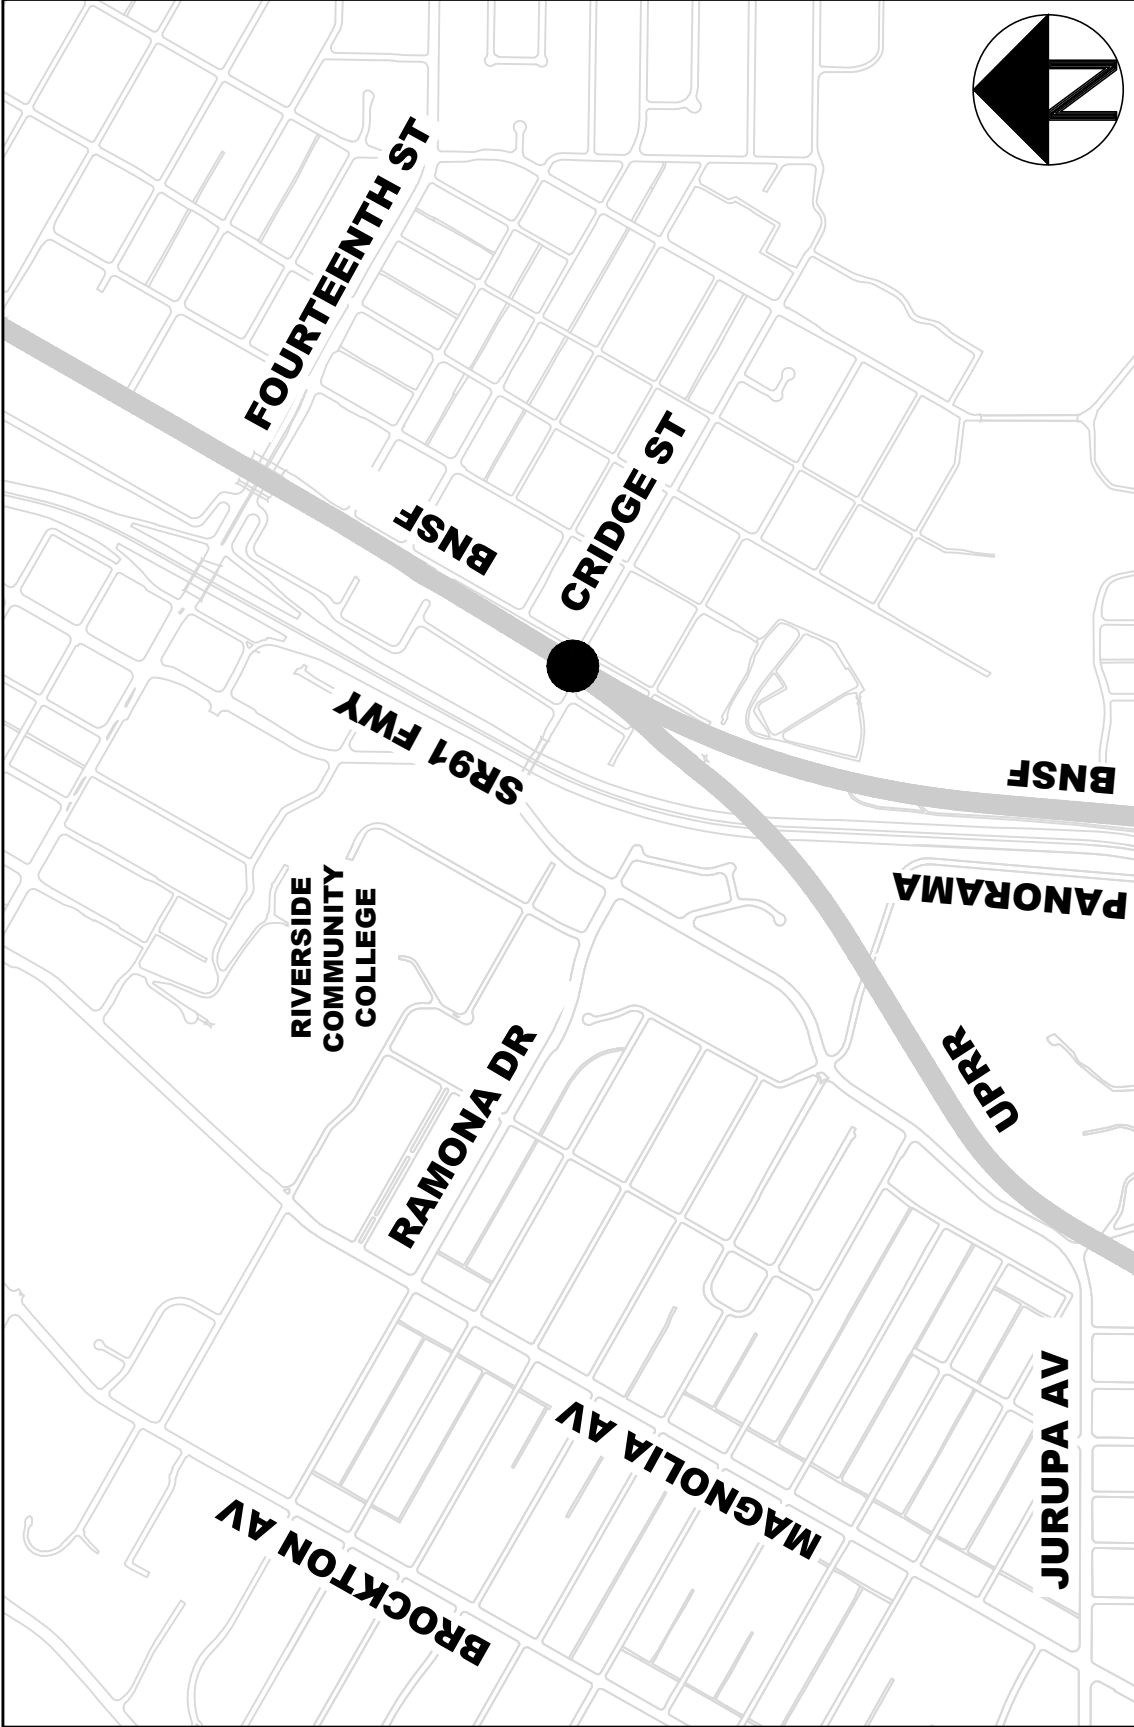 N
FOURTEENTH ST
BNSF
CRIDGE ST
SR91 FWY
BNSF
PANORAMA
RIVERSIDE
COMMUNITY
COLLEGE
UPRR
RAMONA DR
MAGNOLIA AV
JURUPA AV
BROCKTON AV